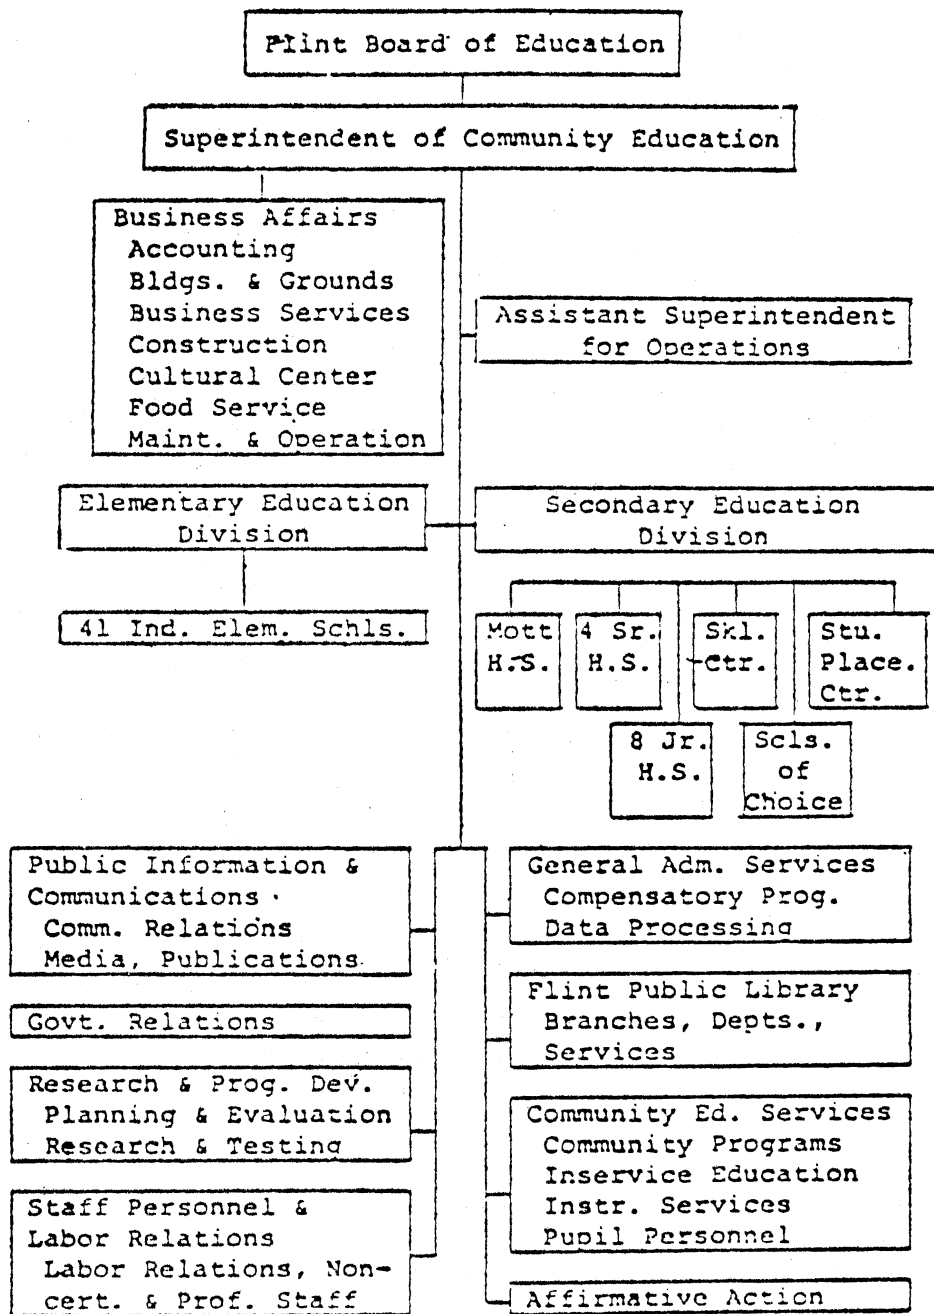 Flint Board of Education
Superintendent of Community Education
Business Affairs
Accounting
Bldgs. & Grounds
Business Services
Construction
Cultural Center
Food Service
Maint. & Operation
Assistant Superintendent
for Operations
Elementary Education
Division
Secondary Education
Division
41 Ind. Elem. Schls.
Mott
H.S.
4 Sr.
H.S.
Skl.
Ctr.
Stu.
Place.
Ctr.
8 Jr.
H.S.
Scls.
of
Choice
Public Information &
Communications
Comm. Relations
Media, Publications
Govt. Relations
Research & Prog. Dev.
Planning & Evaluation
Research & Testing
Staff Personnel &
Labor Relations
Labor Relations, Non-
cert. & Prof. Staff
General Adm. Services
Compensatory Prog.
Data Processing
Flint Public Library
Branches, Depts.,
Services
Community Ed. Services
Community Programs
Inservice Education
Instr. Services
Pupil Personnel
Affirmative Action